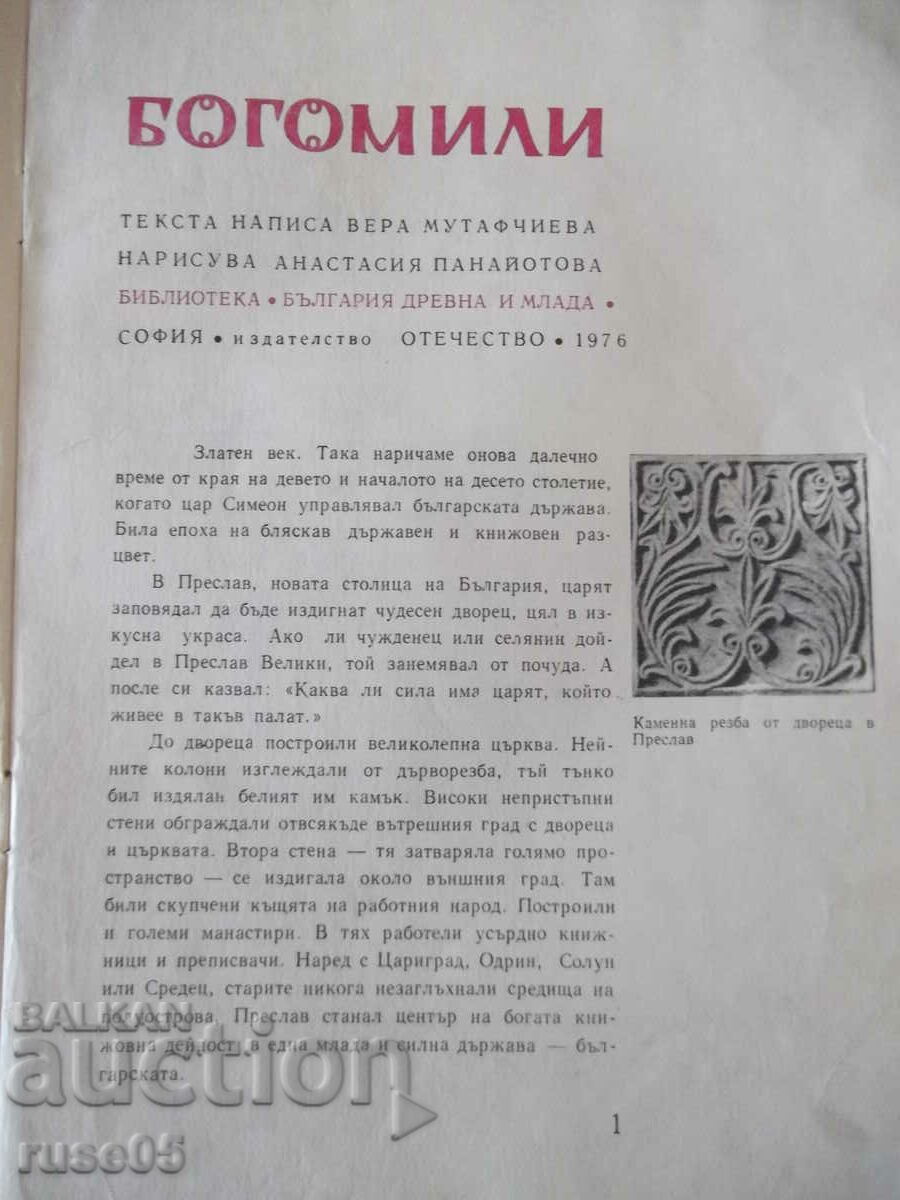 БОГОМИЛИ
ТЕКСТА НАПИСА ВЕРА МУТАФЧИЕВА
НАРИСУВА АНАСТАСИЯ ПАНАЙОТОВА
БИБЛИОТЕКА • БЪЛГАРИЯ ДРЕВНА И МЛАДА •
СОФИЯ • издателство ОТЕЧЕСТВО • 1976
Златен век. Така наричаме онова далечно
време от края на девето и началото на десето столетие,
когато цар Симеон управлявал българската държава.
Била епоха на бляскав държавен и книжовен раз-
цвет.
В Преслав, новата столица на България, царят
заповядал да бъде издигнат чудесен дворец, цял в из-
кусна украса. Ако ли чужденец или селянин дой-
дел в Преслав Велики, той занемявал от почуда. А
после си казвал: «Каква ли сила има царят, който
живее в такъв палат.»
До двореца построили великолепна църква. Ней-
ните колони изглеждали от дърворезба, тъй тънко
бил издялан белият им камък. Високи непристъпни
стени обграждали отвсякъде вътрешния град с двореца
и църквата. Втора стена — тя затваряла голямо про-
странство — се издигала около външния град. Там
били скупчени къщята на работния народ. Построили
и големи манастири. В тях работели усърдно книж-
ници и преписвачи. Наред с Цариград, Одрин, Солун
или Средец, старите никога незаглъхнали средища на
полуострова, Преслав станал център на богата кни-
жовна дейност в една млада и силна държава — бъл-
гарската.
Каменна резба от двореца в
Преслав
1
BALKAN
auction
ruse05